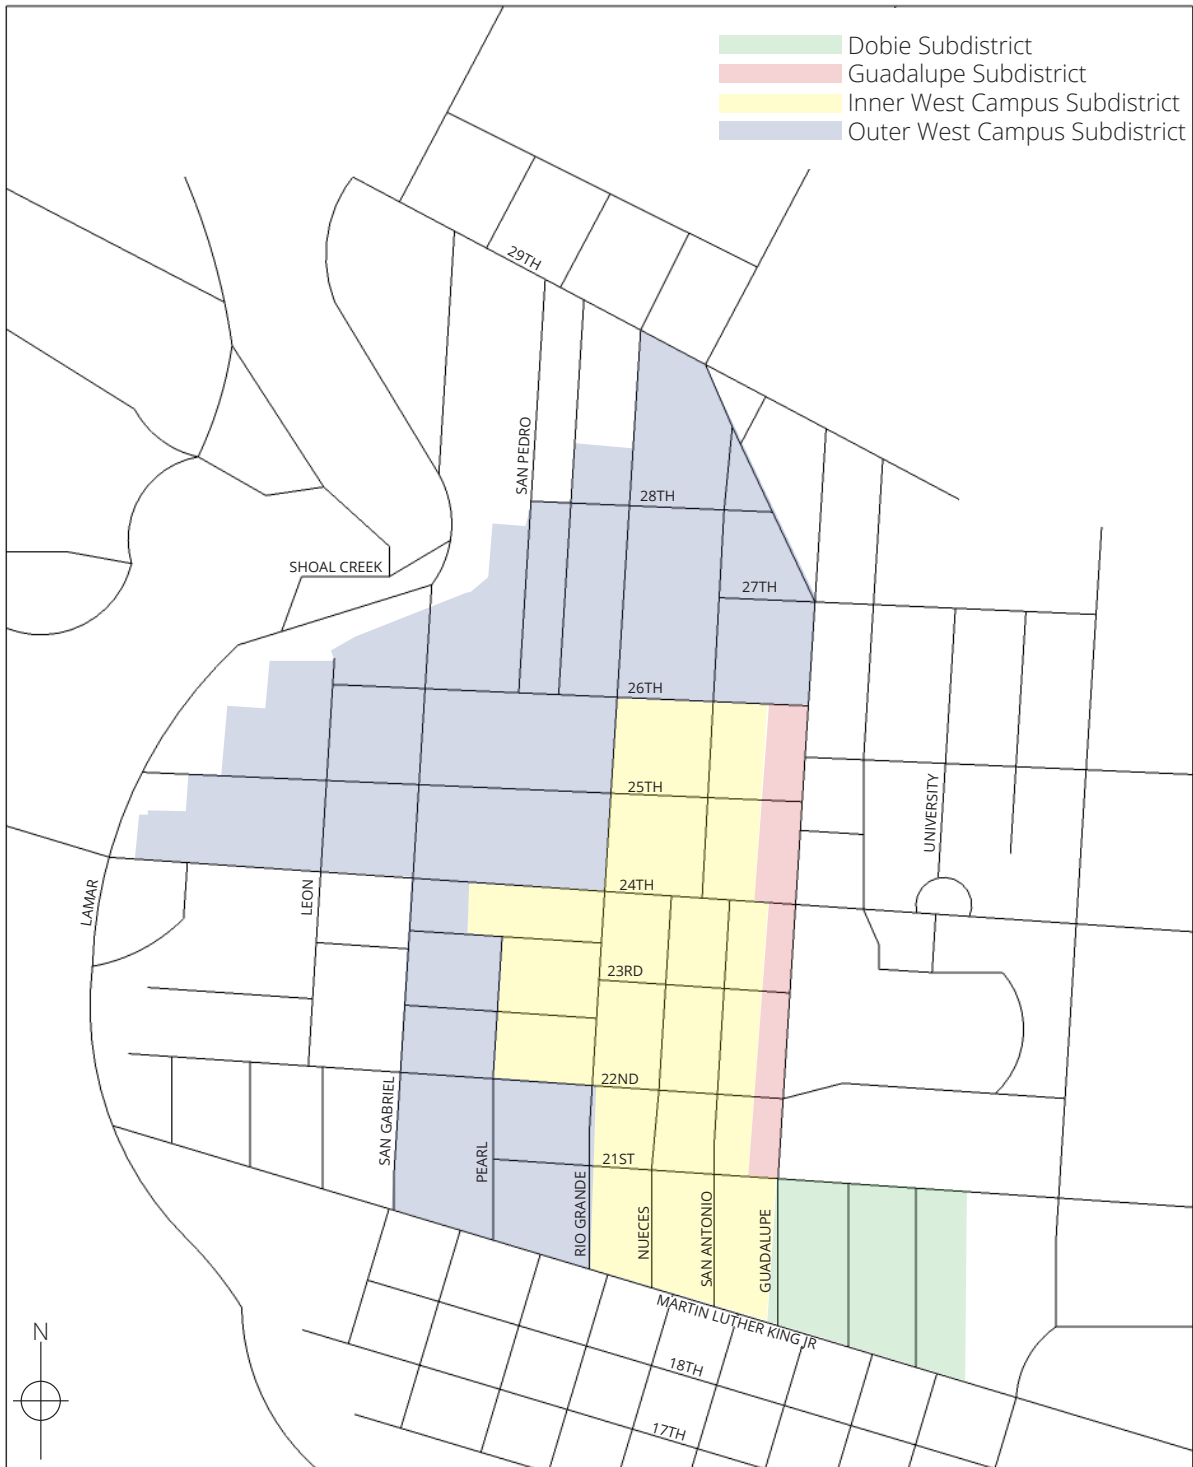 Dobie Subdistrict
Guadalupe Subdistrict
Inner West Campus Subdistrict
Outer West Campus Subdistrict
29TH
SAN PEDRO
28TH
SHOAL CREEK
27TH
26TH
25TH
UNIVERSITY
24TH
LAMAR
LEON
23RD
22ND
SAN GABRIEL
PEARL
21ST
RIO GRANDE
NUECES
SAN ANTONIO
GUADALUPE
MARTIN LUTHER KING JR
N
18TH
17TH